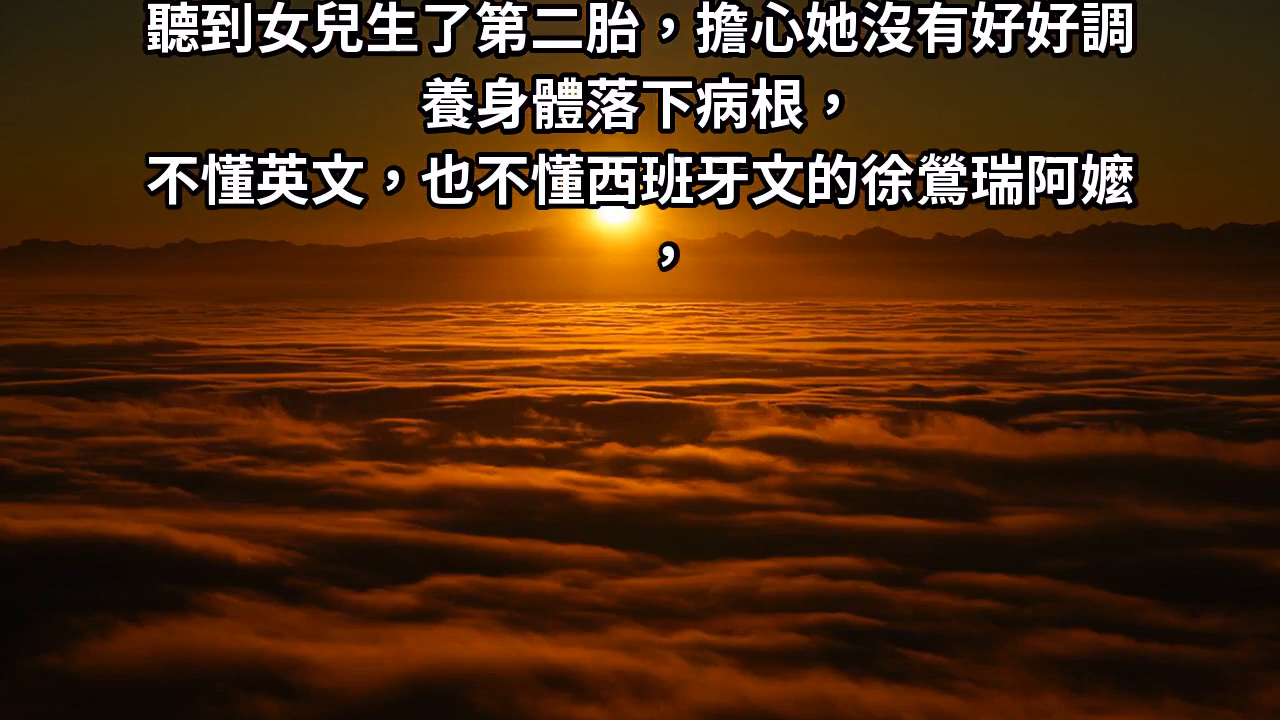 聽到女兒生了第二胎，擔心她沒有好好調
養身體落下病根，
不懂英文，也不懂西班牙文的徐鶯瑞阿嬤
，